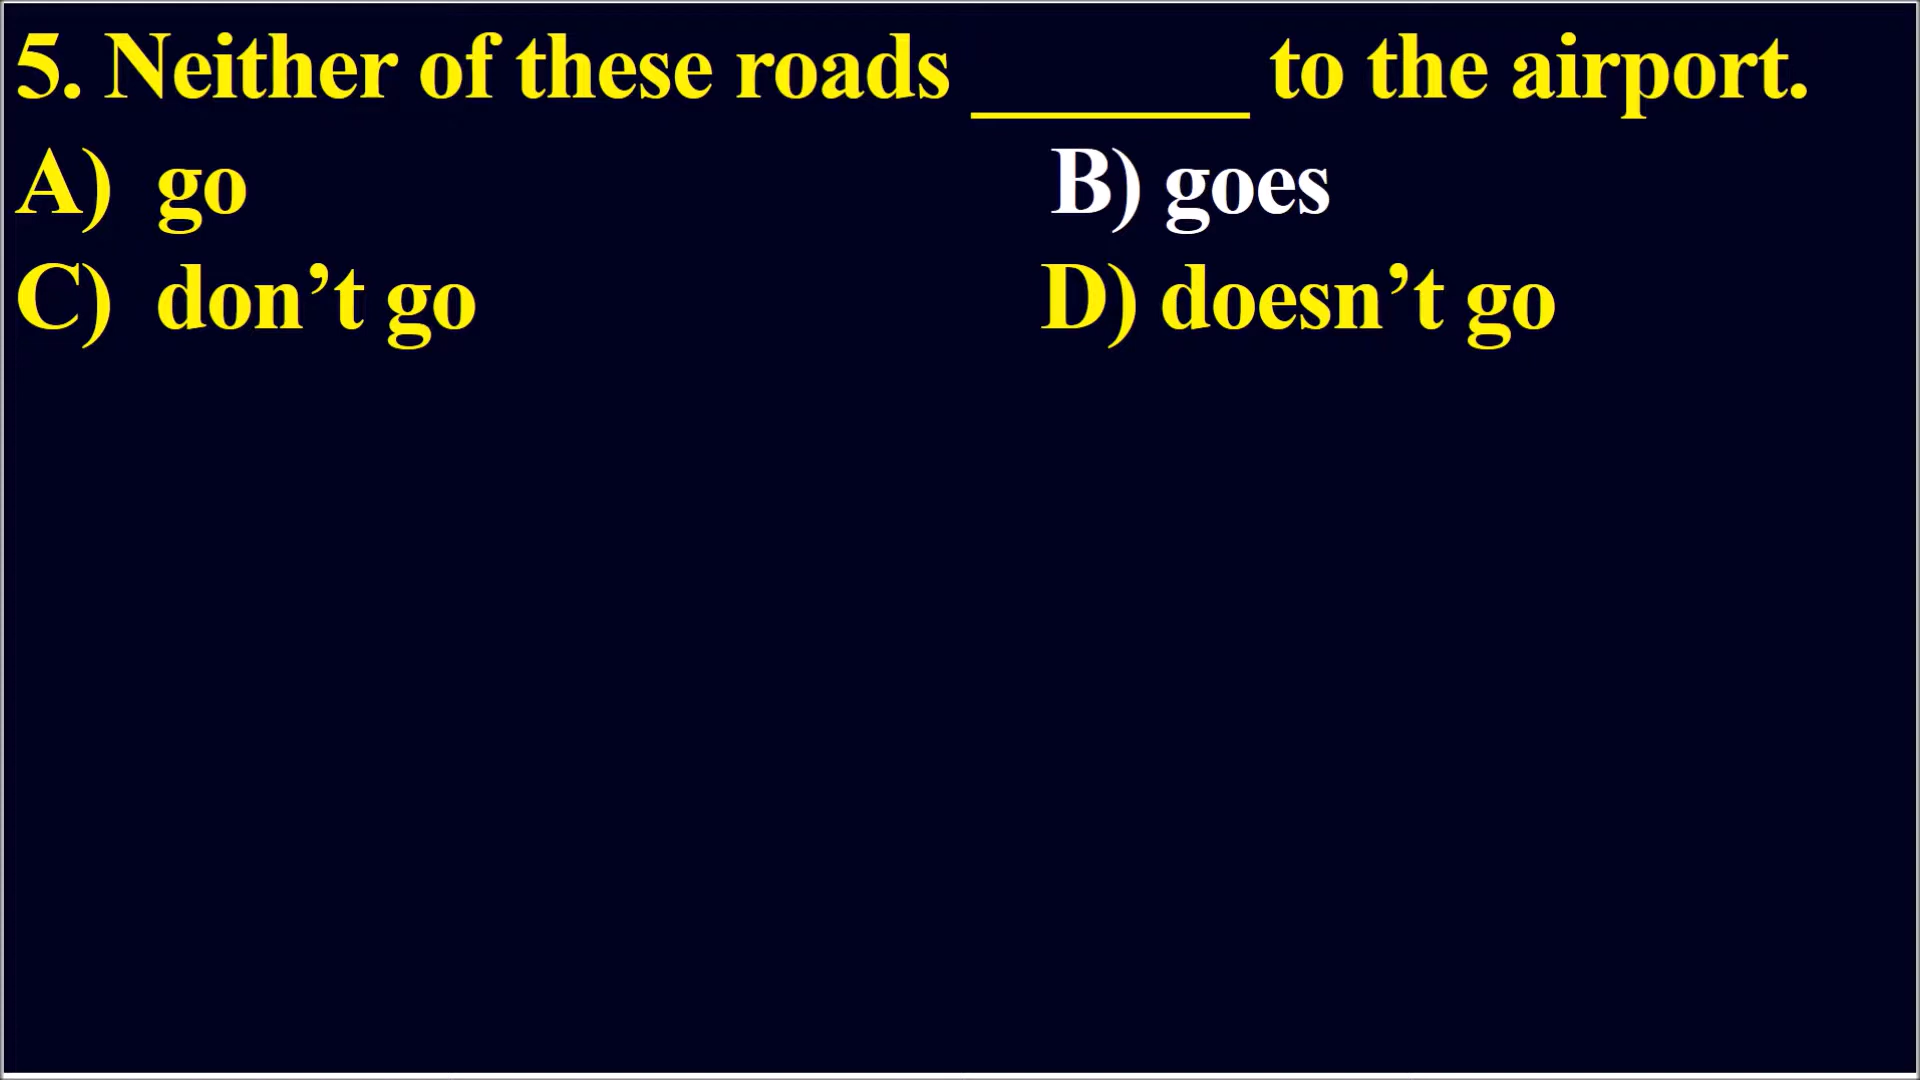 5. Neither of these roads _______ to the airport.
A) go B) goes
C) don’t go D) doesn’t go